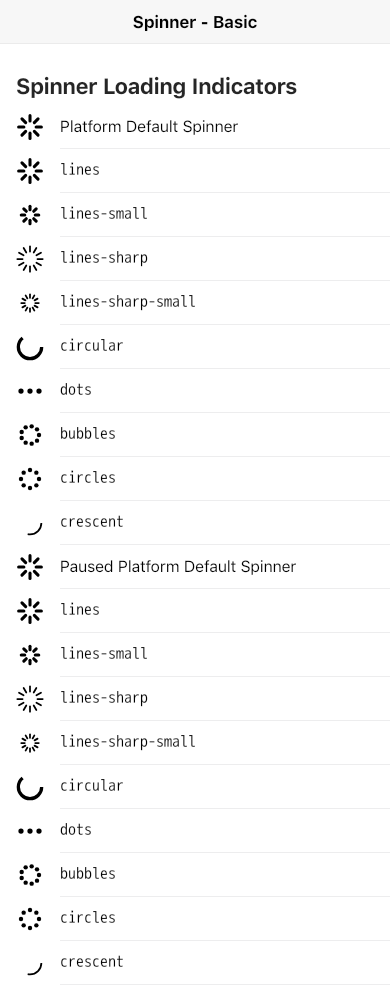 Spinner - Basic
Spinner Loading Indicators
Platform Default Spinner
lines
lines-small
lines-sharp
lines-sharp-small
circular
dots
bubbles
circles
crescent
Paused Platform Default Spinner
lines
lines-small
lines-sharp
lines-sharp-small
circular
dots
bubbles
circles
crescent